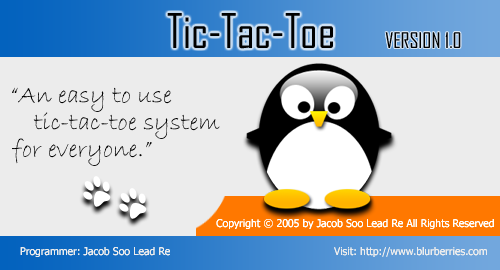 Tic-Tac-Toe
VERSION 1.0
“An easy to use
tic-tac-toe system
for everyone.”
Copyright © 2005 by Jacob Soo Lead Re All Rights Reserved
Programmer: Jacob Soo Lead Re
Visit: http://www.blurberries.com